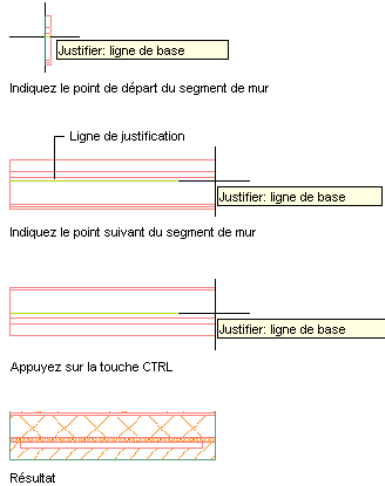 Justifier: ligne de base
Indiquez le point de départ du segment de mur
Ligne de justification
Justifier: ligne de base
Indiquez le point suivant du segment de mur
Justifier: ligne de base
Appuyez sur la touche CTRL
Résultat